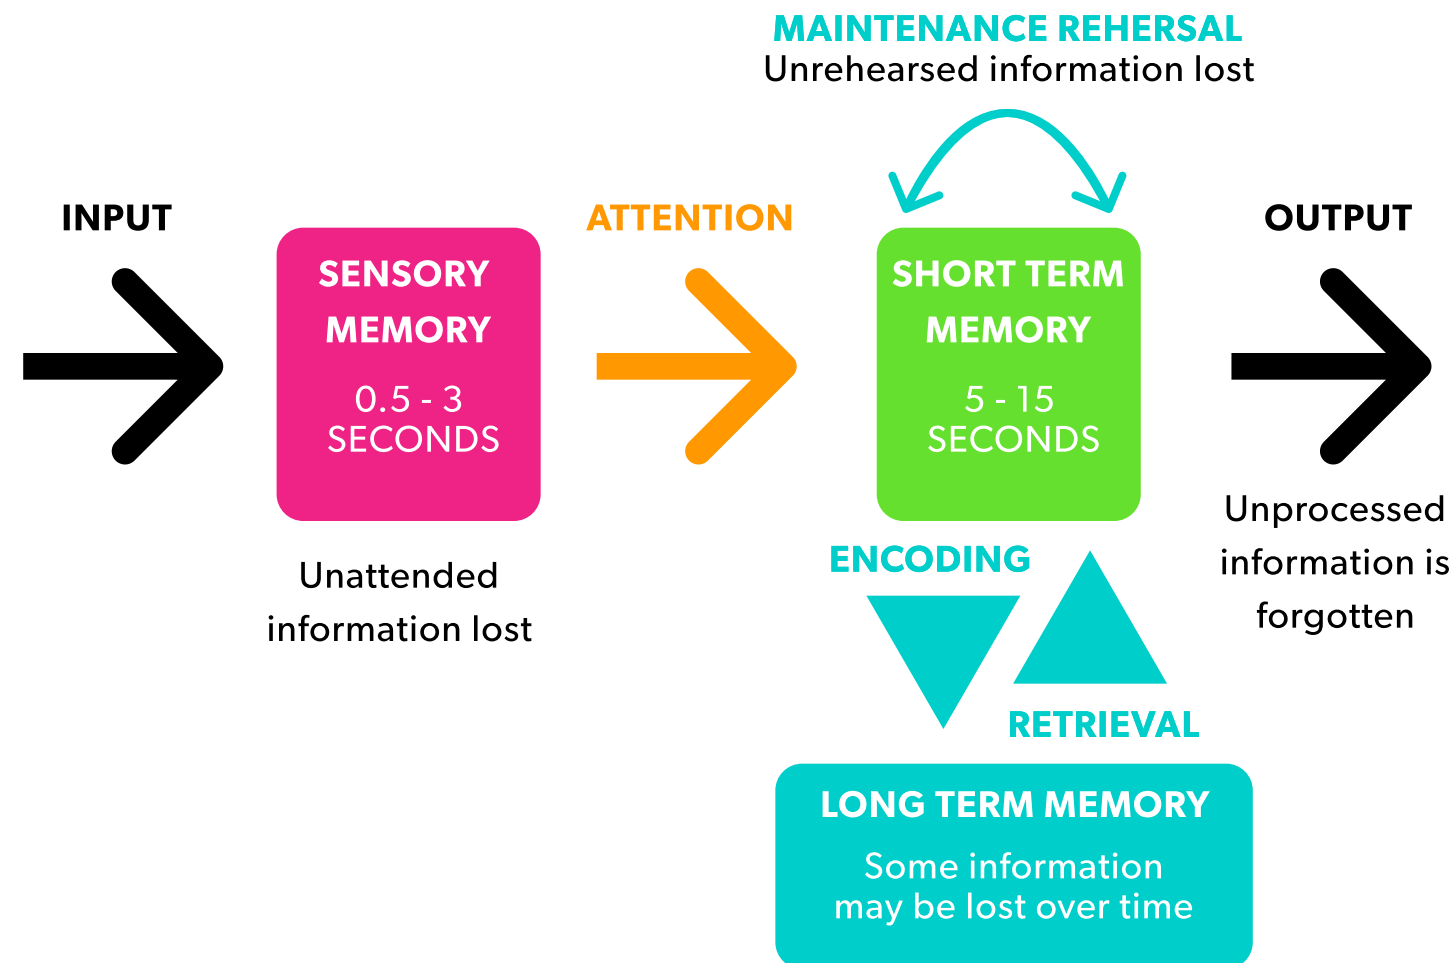 MAINTENANCE REHERSAL
Unrehearsed information lost
INPUT
SENSORY
MEMORY
0.5 - 3
SECONDS
Unattended
information lost
ATTENTION
SHORT TERM
MEMORY
5 - 15
SECONDS
OUTPUT
Unprocessed
information is
forgotten
ENCODING
RETRIEVAL
LONG TERM MEMORY
Some information
may be lost over time